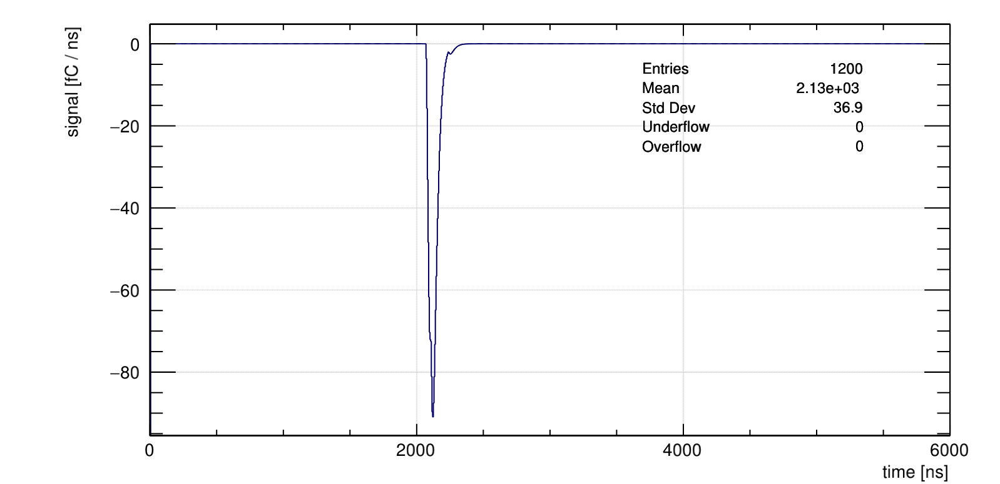 signal [fC / ns]
0
−20
−40
−60
−80
Entries 1200
Mean 2.13e+03
Std Dev 36.9
Underflow 0
Overflow 0
0 2000 4000 6000
time [ns]